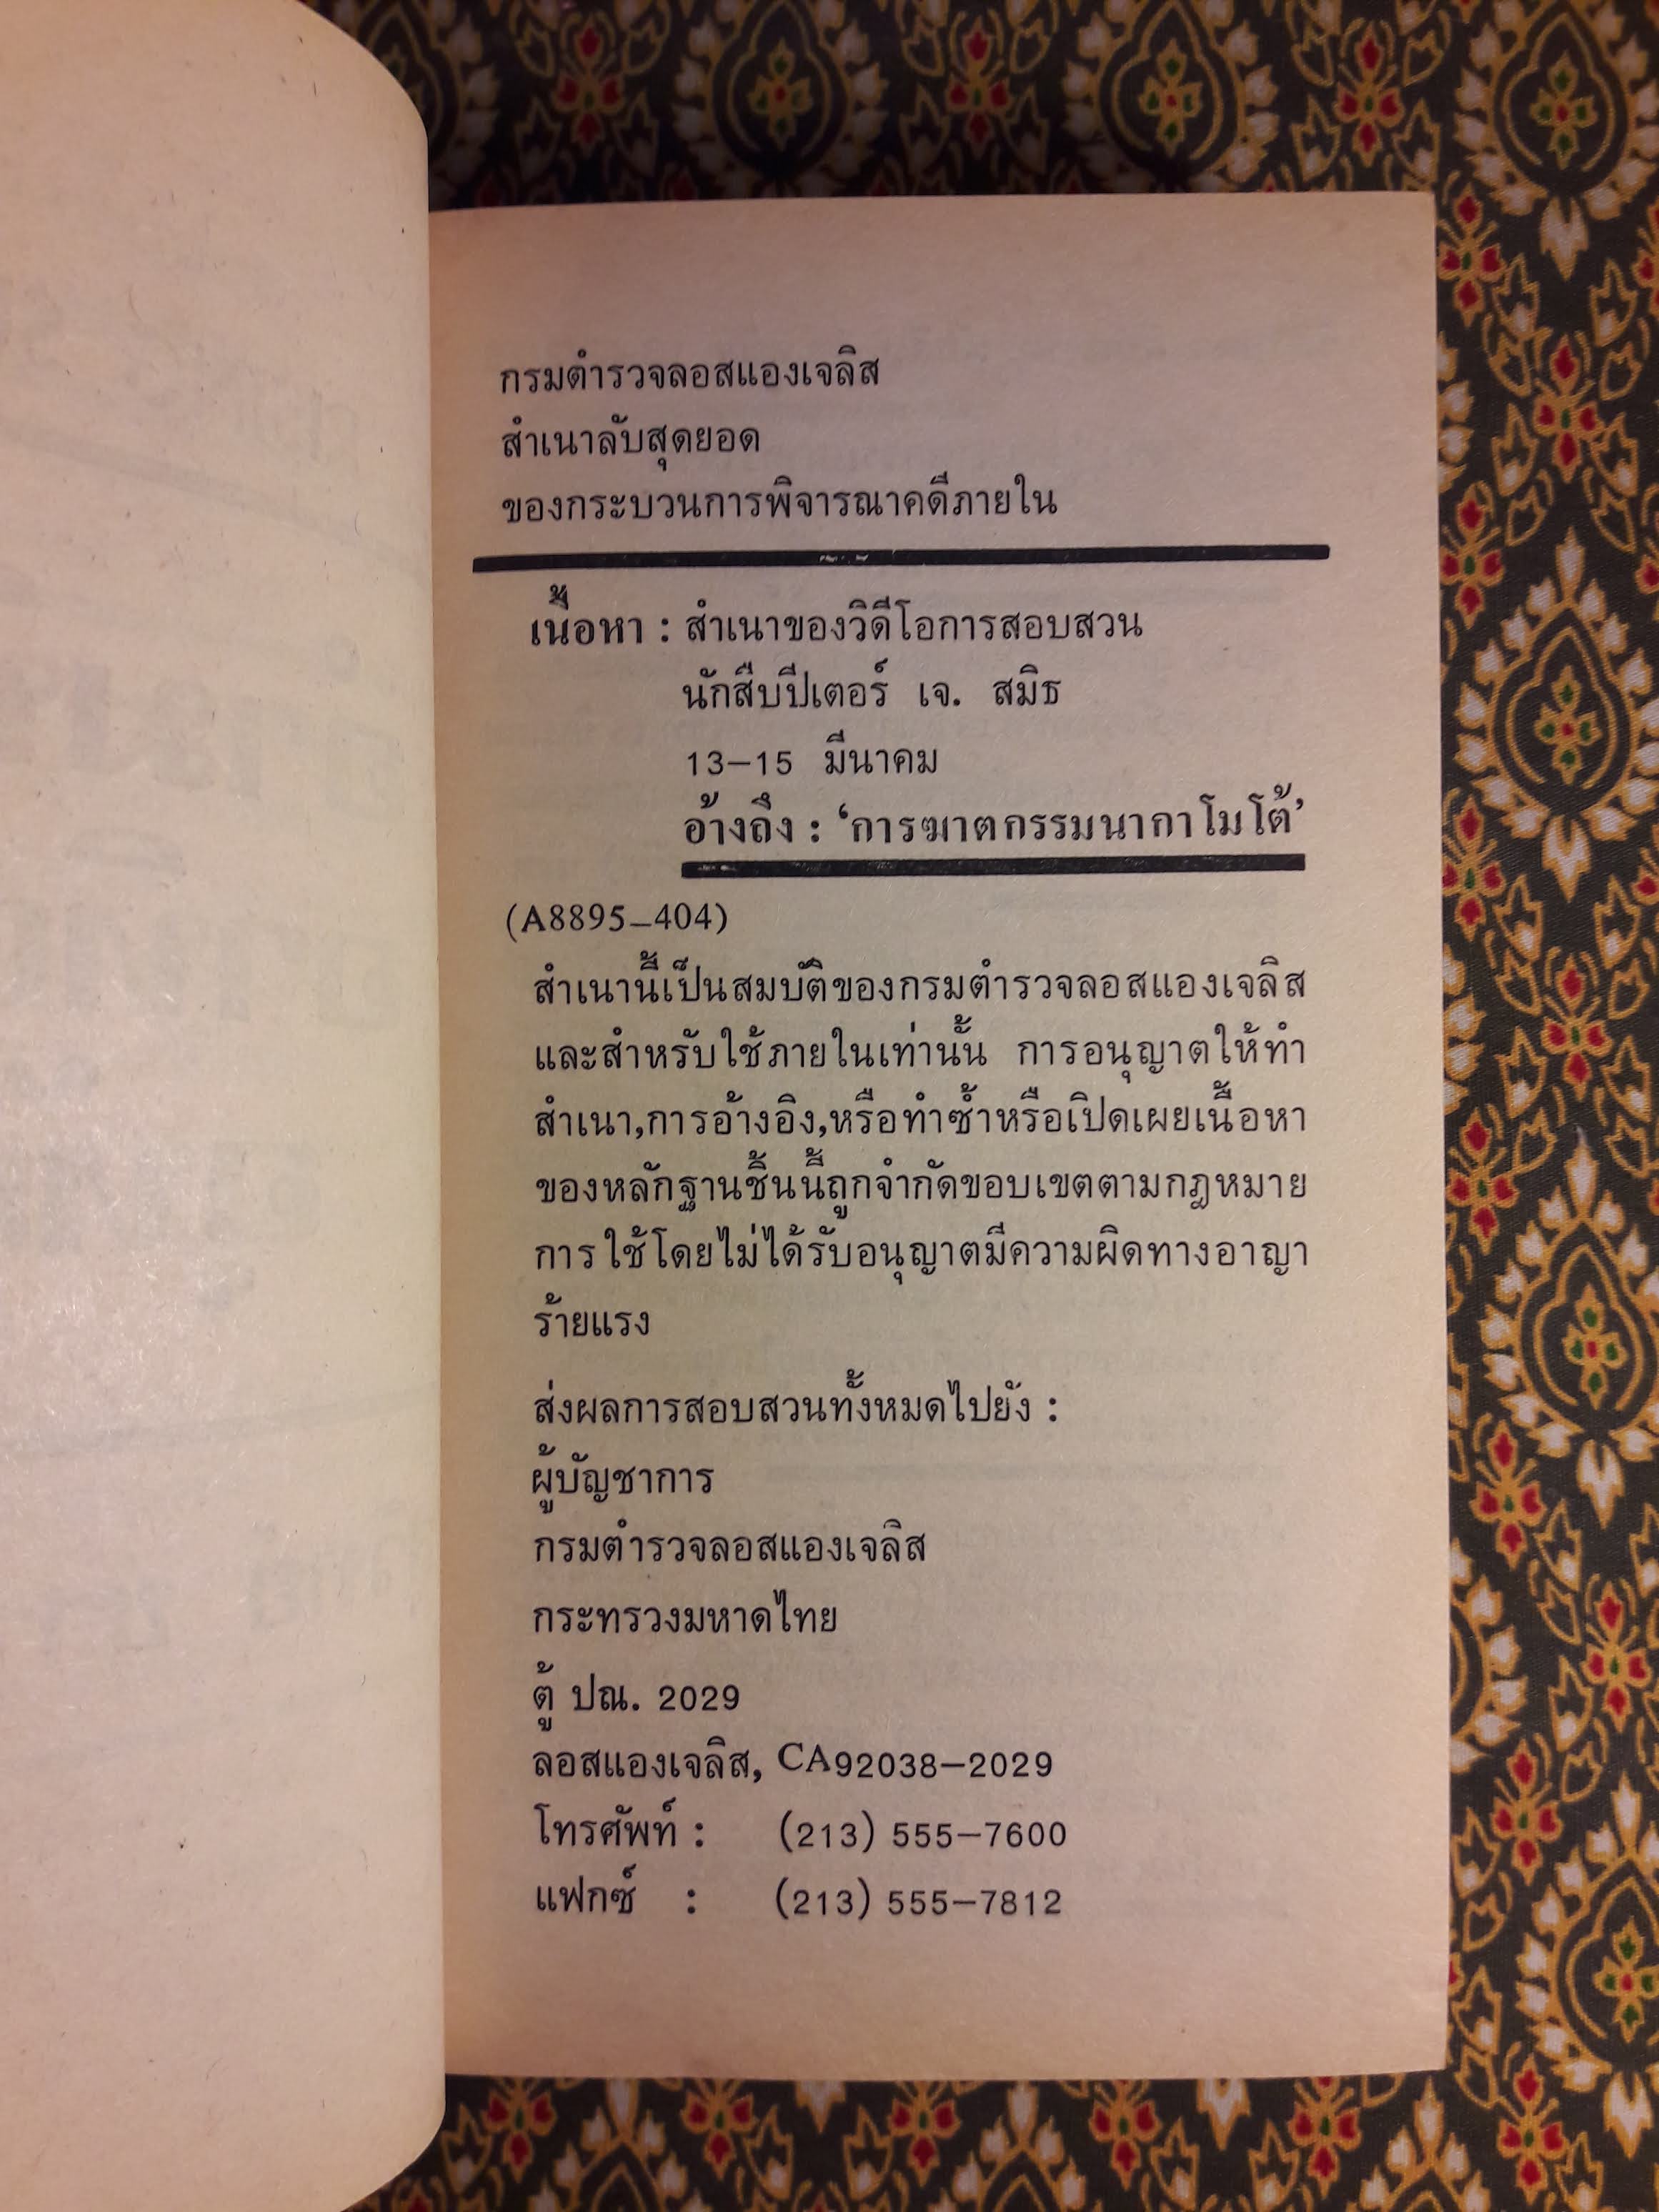 กรมตำรวจลอสแองเจลิส
สำเนาลับสุดยอด
ของกระบวนการพิจารณาคดีภายใน
เนื้อหา : สำเนาของวิดีโอการสอบสวน
นักสืบปีเตอร์ เจ. สมิธ
13–15 มีนาคม
อ้างถึง : ‘การฆาตกรรมนากาโมโต้’
(A8895–404)
สำเนานี้เป็นสมบัติของกรมตำรวจลอสแองเจลิส
และสำหรับใช้ภายในเท่านั้น การอนุญาตให้ทำ
สำเนา,การอ้างอิง,หรือทำซ้ำหรือเปิดเผยเนื้อหา
ของหลักฐานชิ้นนี้ถูกจำกัดขอบเขตตามกฎหมาย
การใช้โดยไม่ได้รับอนุญาตมีความผิดทางอาญา
ร้ายแรง
ส่งผลการสอบสวนทั้งหมดไปยัง :
ผู้บัญชาการ
กรมตำรวจลอสแองเจลิส
กระทรวงมหาดไทย
ตู้ ปณ. 2029
ลอสแองเจลิส, CA92038–2029
โทรศัพท์ : (213) 555–7600
แฟกซ์ : (213) 555–7812